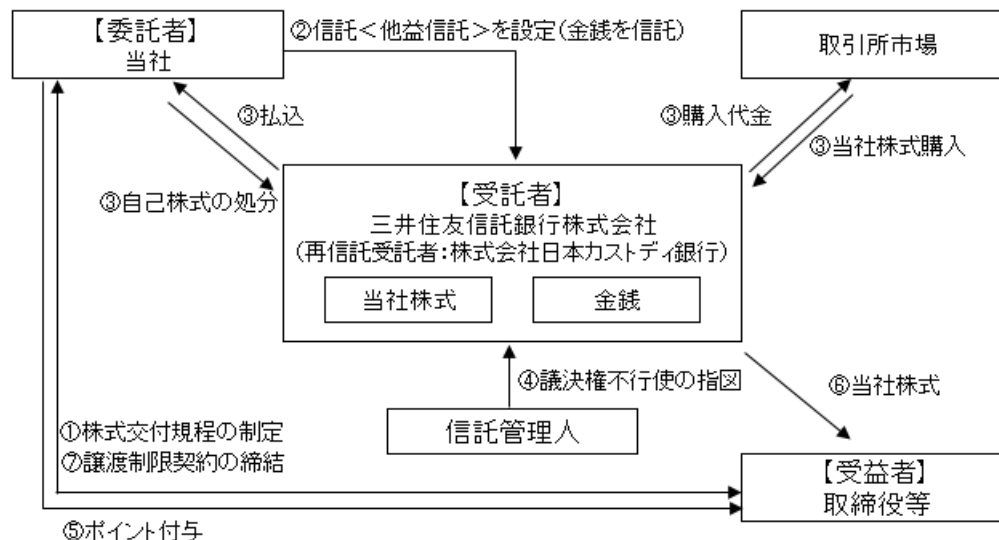 【委託者】
当社
②信託＜他益信託＞を設定(金銭を信託)
取引所市場
③払込
③購入代金
③当社株式購入
③自己株式の処分
【受託者】
三井住友信託銀行株式会社
(再信託受託者:株式会社日本カストディ銀行)
当社株式
金銭
④議決権不行使の指図
⑥当社株式
信託管理人
①株式交付規程の制定
⑦譲渡制限契約の締結
【受益者】
取締役等
⑤ポイント付与